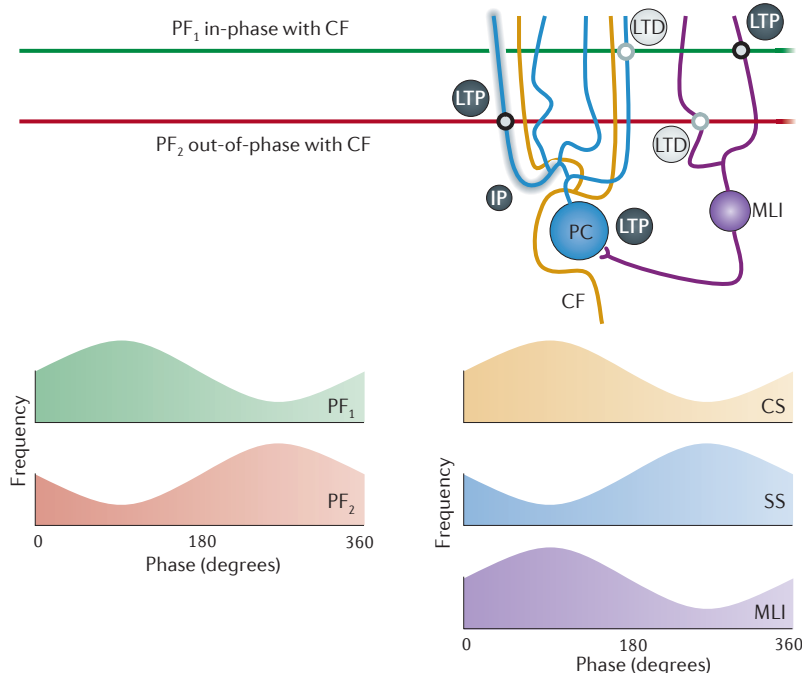 PF1 in-phase with CF
LTD
LTP
LTP
PF2 out-of-phase with CF
LTD
IP
PC
LTP
MLI
CF
Frequency
PF1
PF2
0
180
360
Phase (degrees)
Frequency
CS
SS
MLI
0
180
360
Phase (degrees)